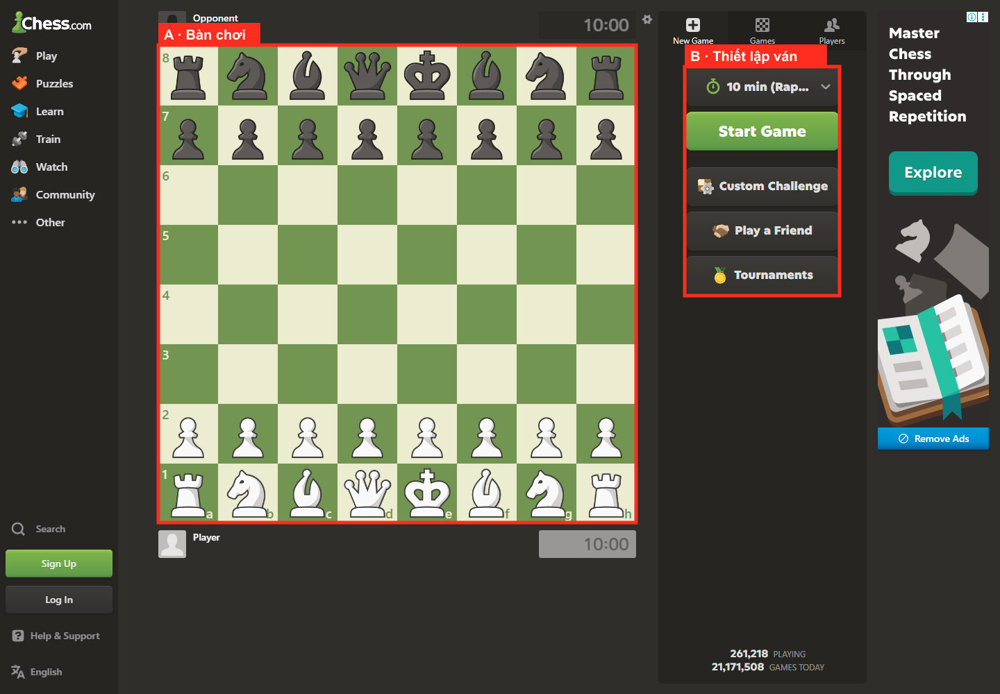 Chess.com
Play
Puzzles
Learn
Train
Watch
Community
Other
Search
Sign Up
Log In
Help & Support
English
Opponent
10:00
A · Bàn chơi
8
7
6
5
4
3
2
1
a b c d e f g h
Player
10:00
New Game
Games
Players
B · Thiết lập ván
10 min (Rap...
Start Game
Custom Challenge
Play a Friend
Tournaments
261,218 PLAYING
21,171,508 GAMES TODAY
Master
Chess
Through
Spaced
Repetition
Explore
Remove Ads